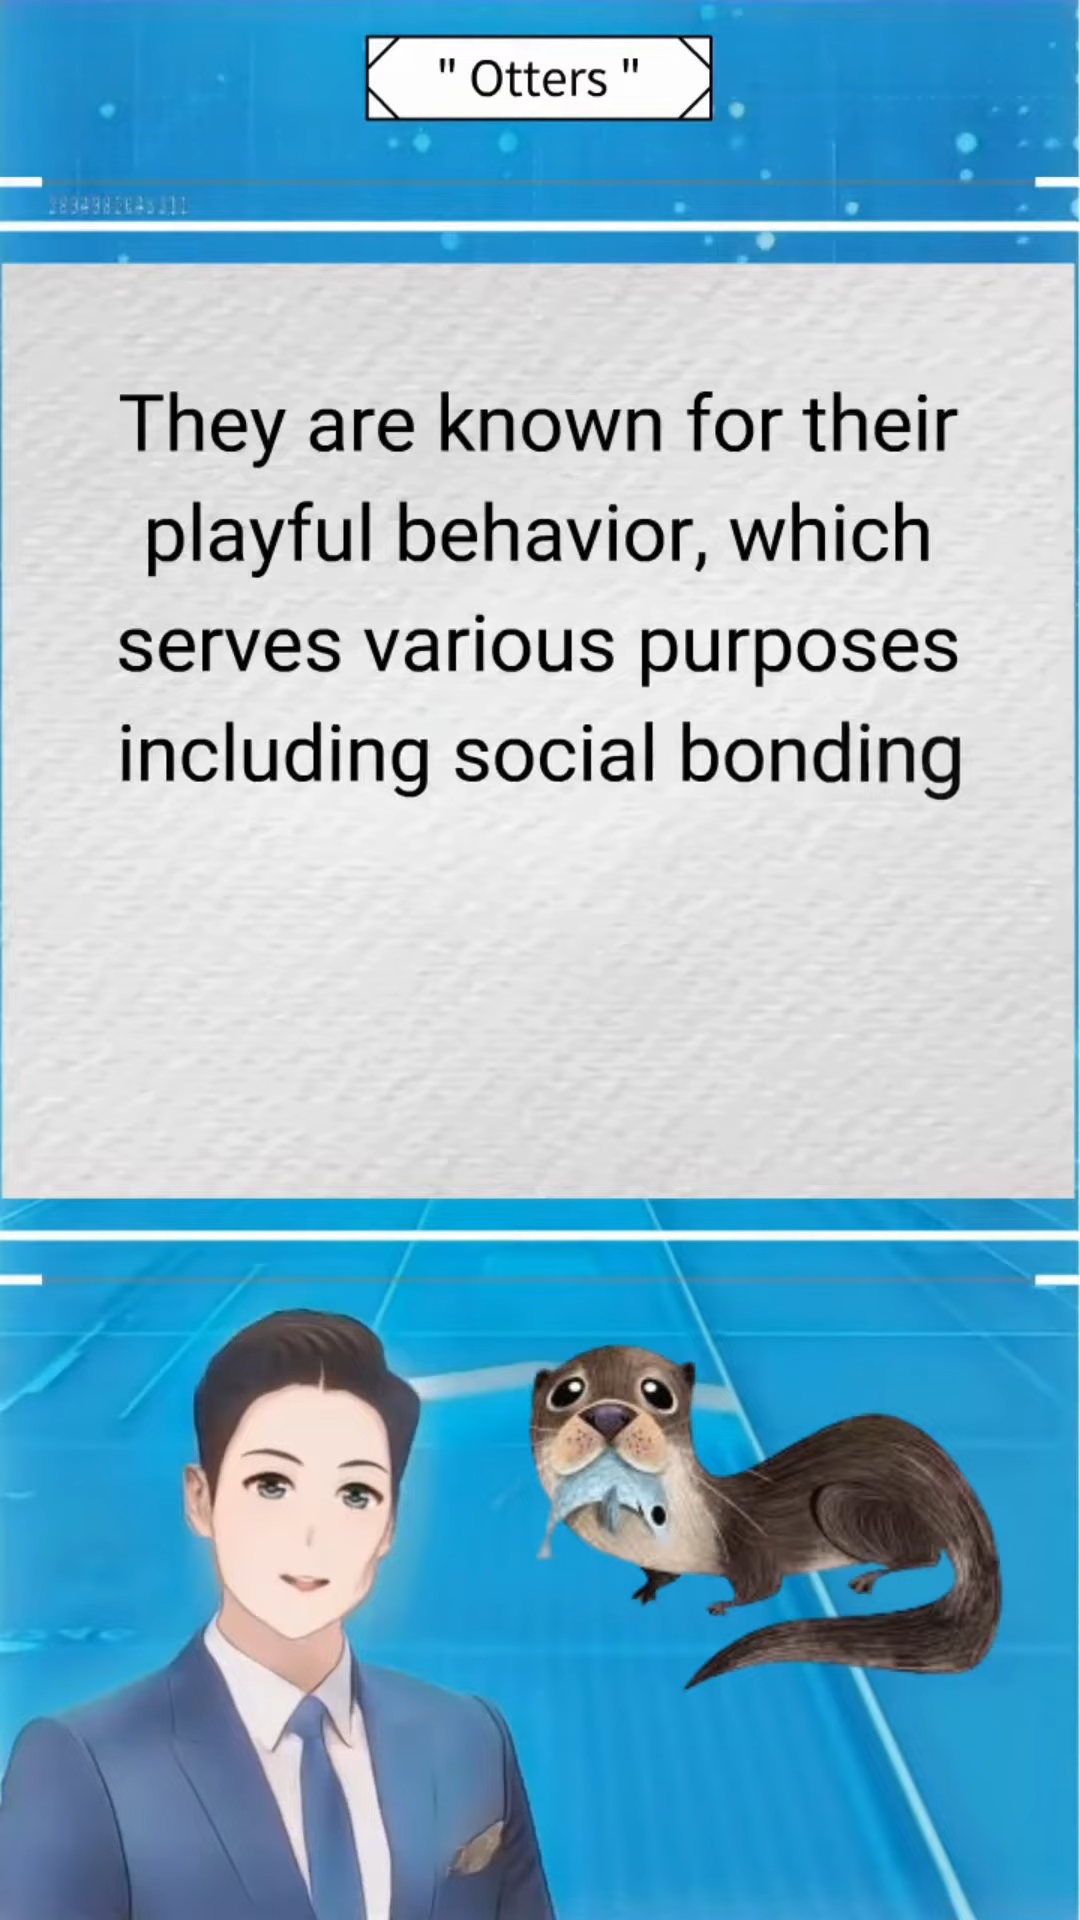 " Otters "
They are known for their
playful behavior, which
serves various purposes
including social bonding